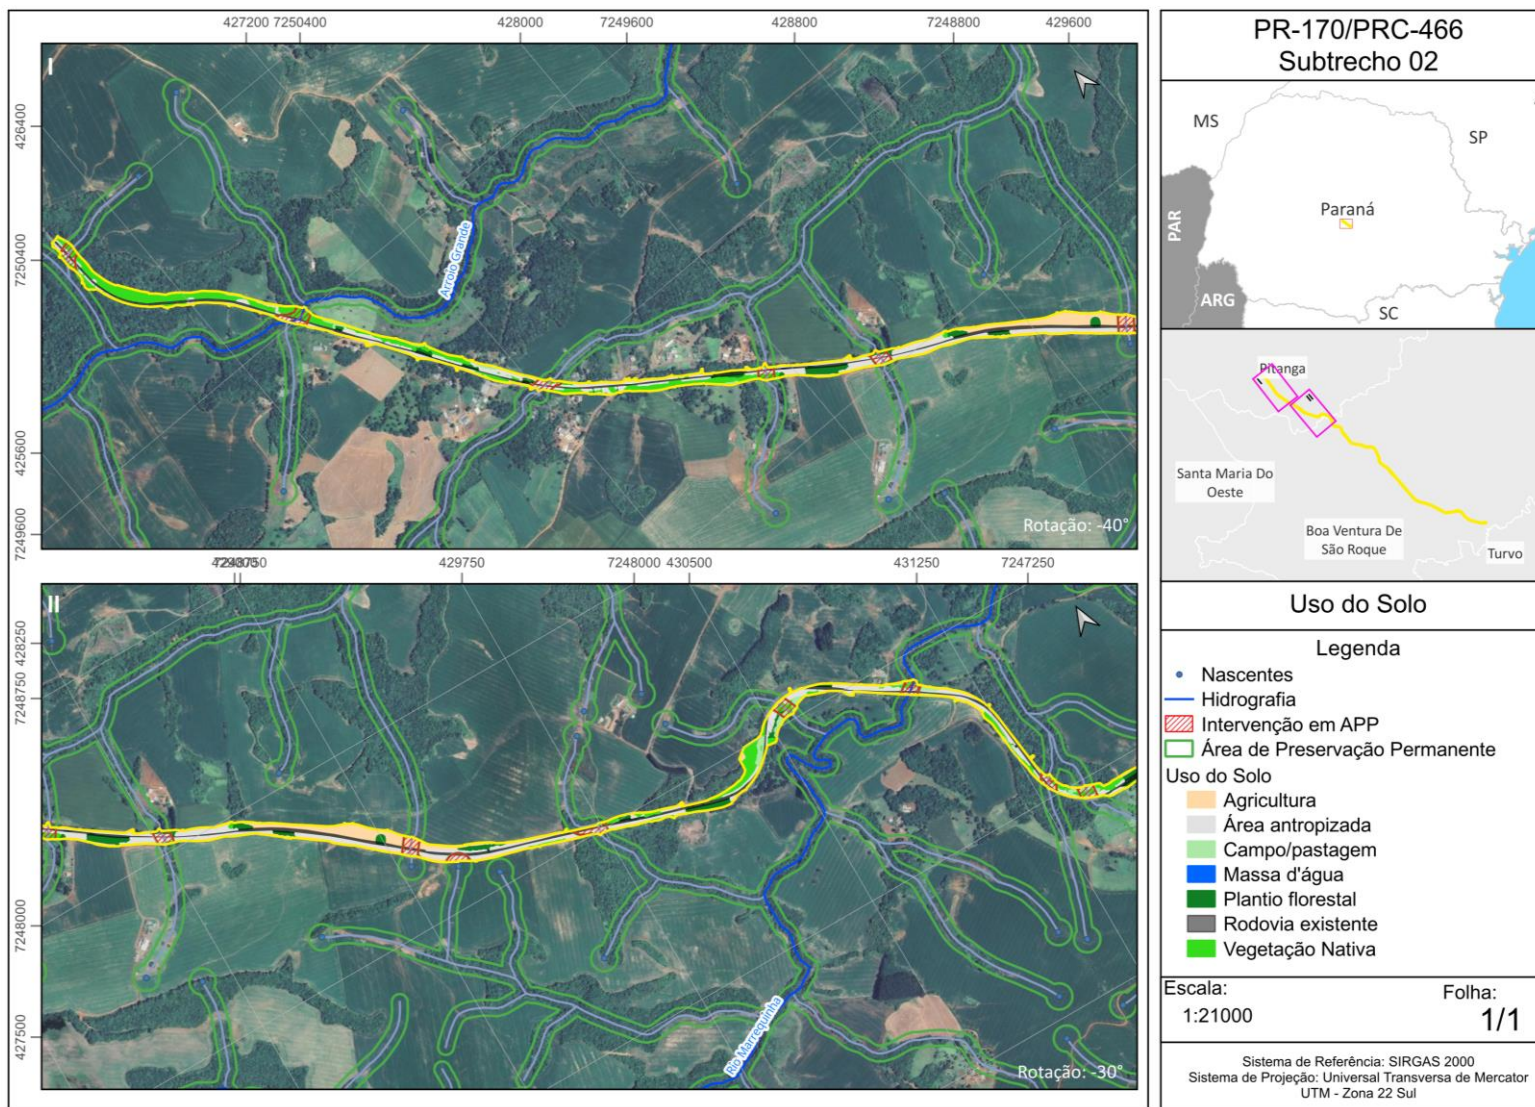 427200 7250400 428000 7249600 428800 7248800 429600
I
426400
7250400
425600
7249600
Arroio Grande
Rotação: -40°
429750 7248000 430500 431250 7247250
II
428250
7248750
7248000
427500
Rio Marrequinha
Rotação: -30°
PR-170/PRC-466
Subtrecho 02
MS
SP
Paraná
PAR
ARG
SC
Pitanga
I
II
Santa Maria Do
Oeste
Boa Ventura De
São Roque
Turvo
Uso do Solo
Legenda
Nascentes
Hidrografia
Intervenção em APP
Área de Preservação Permanente
Uso do Solo
Agricultura
Área antropizada
Campo/pastagem
Massa d'água
Plantio florestal
Rodovia existente
Vegetação Nativa
Escala:
1:21000
Folha:
1/1
Sistema de Referência: SIRGAS 2000
Sistema de Projeção: Universal Transversa de Mercator
UTM - Zona 22 Sul